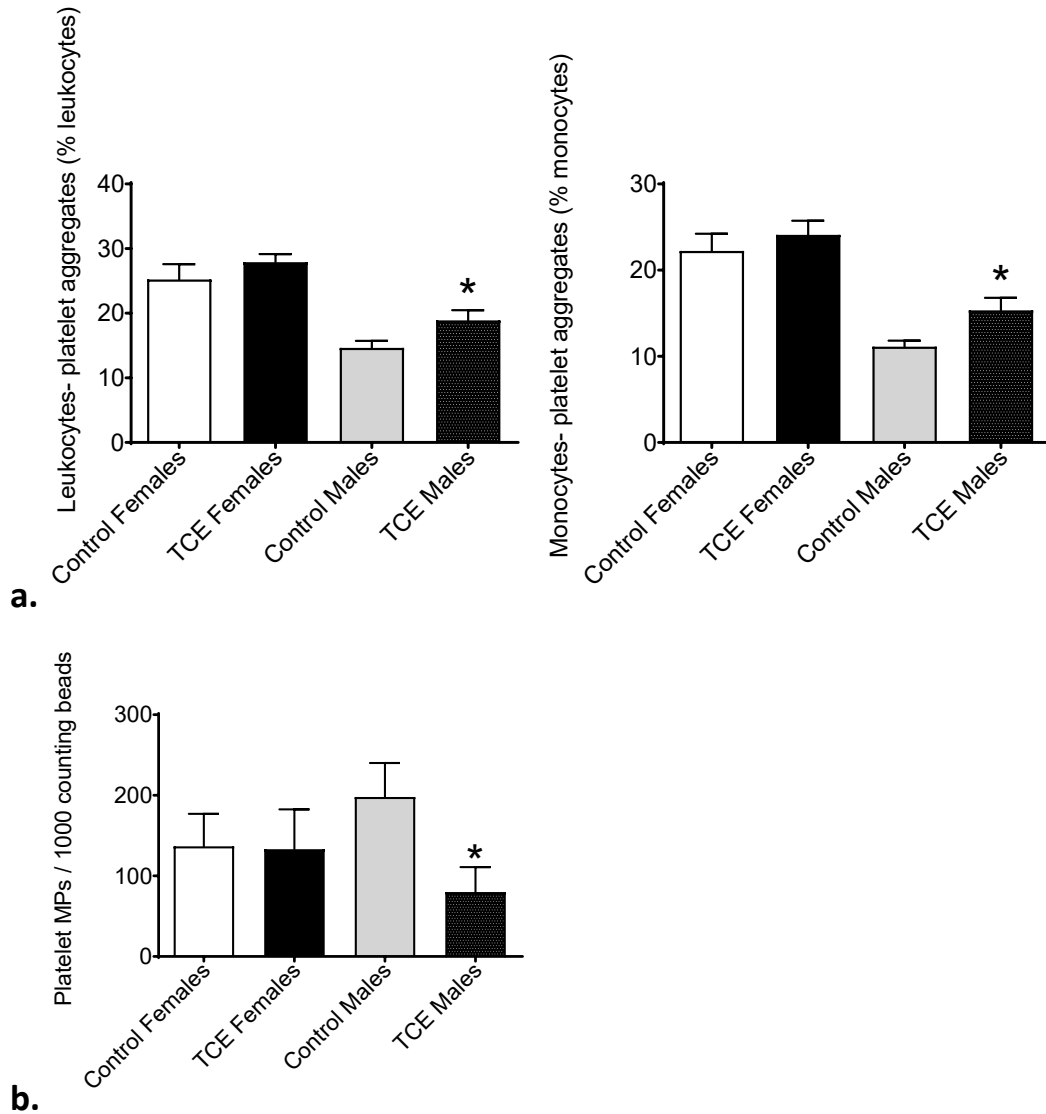 Leukocytes- platelet aggregates (% leukocytes)
40
30
20
10
0
*
Control Females
TCE Females
Control Males
TCE Males
Monocytes- platelet aggregates (% monocytes)
30
20
10
0
*
Control Females
TCE Females
Control Males
TCE Males
a.
Platelet MPs / 1000 counting beads
300
200
100
0
*
Control Females
TCE Females
Control Males
TCE Males
b.